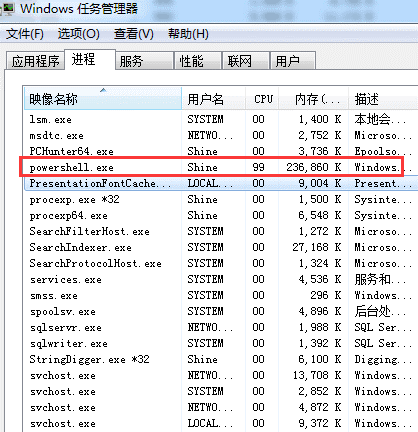 Windows 任务管理器
文件(F) 选项(O) 查看(V) 帮助(H)
应用程序 进程 服务 性能 联网 用户
映像名称 用户名 CPU 内存(... 描述
lsm.exe SYSTEM 00 1,400 K 本地会...
msdtc.exe NETWO... 00 2,752 K Microso...
PCHunter64.exe Shine 00 3,736 K Epoolso...
powershell.exe Shine 99 236,860 K Windows...
PresentationFontCache... LOCAL... 00 9,004 K Present...
procexp.exe *32 Shine 00 1,500 K Sysinte...
procexp64.exe Shine 00 6,548 K Sysinte...
SearchFilterHost.exe SYSTEM 00 1,272 K Microso...
SearchIndexer.exe SYSTEM 00 27,168 K Microso...
SearchProtocolHost.exe SYSTEM 00 1,324 K Microso...
services.exe SYSTEM 00 4,536 K 服务和...
smss.exe SYSTEM 00 296 K Windows...
spoolsv.exe SYSTEM 00 4,896 K 后台处...
sqlservr.exe NETWO... 00 1,988 K SQL Ser...
sqlwriter.exe SYSTEM 00 1,392 K SQL Ser...
StringDigger.exe *32 Shine 00 6,100 K Digging...
svchost.exe NETWO... 00 13,708 K Windows...
svchost.exe SYSTEM 00 2,852 K Windows...
svchost.exe NETWO... 00 4,872 K Windows...
svchost.exe LOCAL... 00 9,372 K Windows...